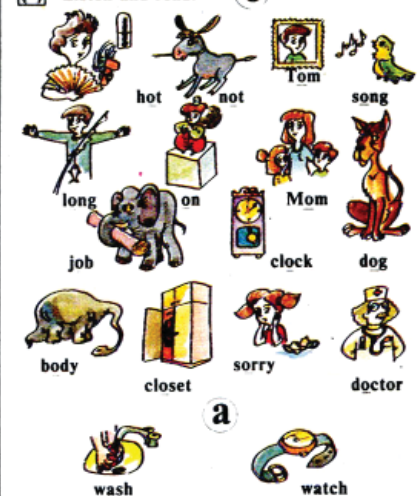 hot not Tom song
long on Mom
job clock dog
body closet sorry doctor
a
wash watch